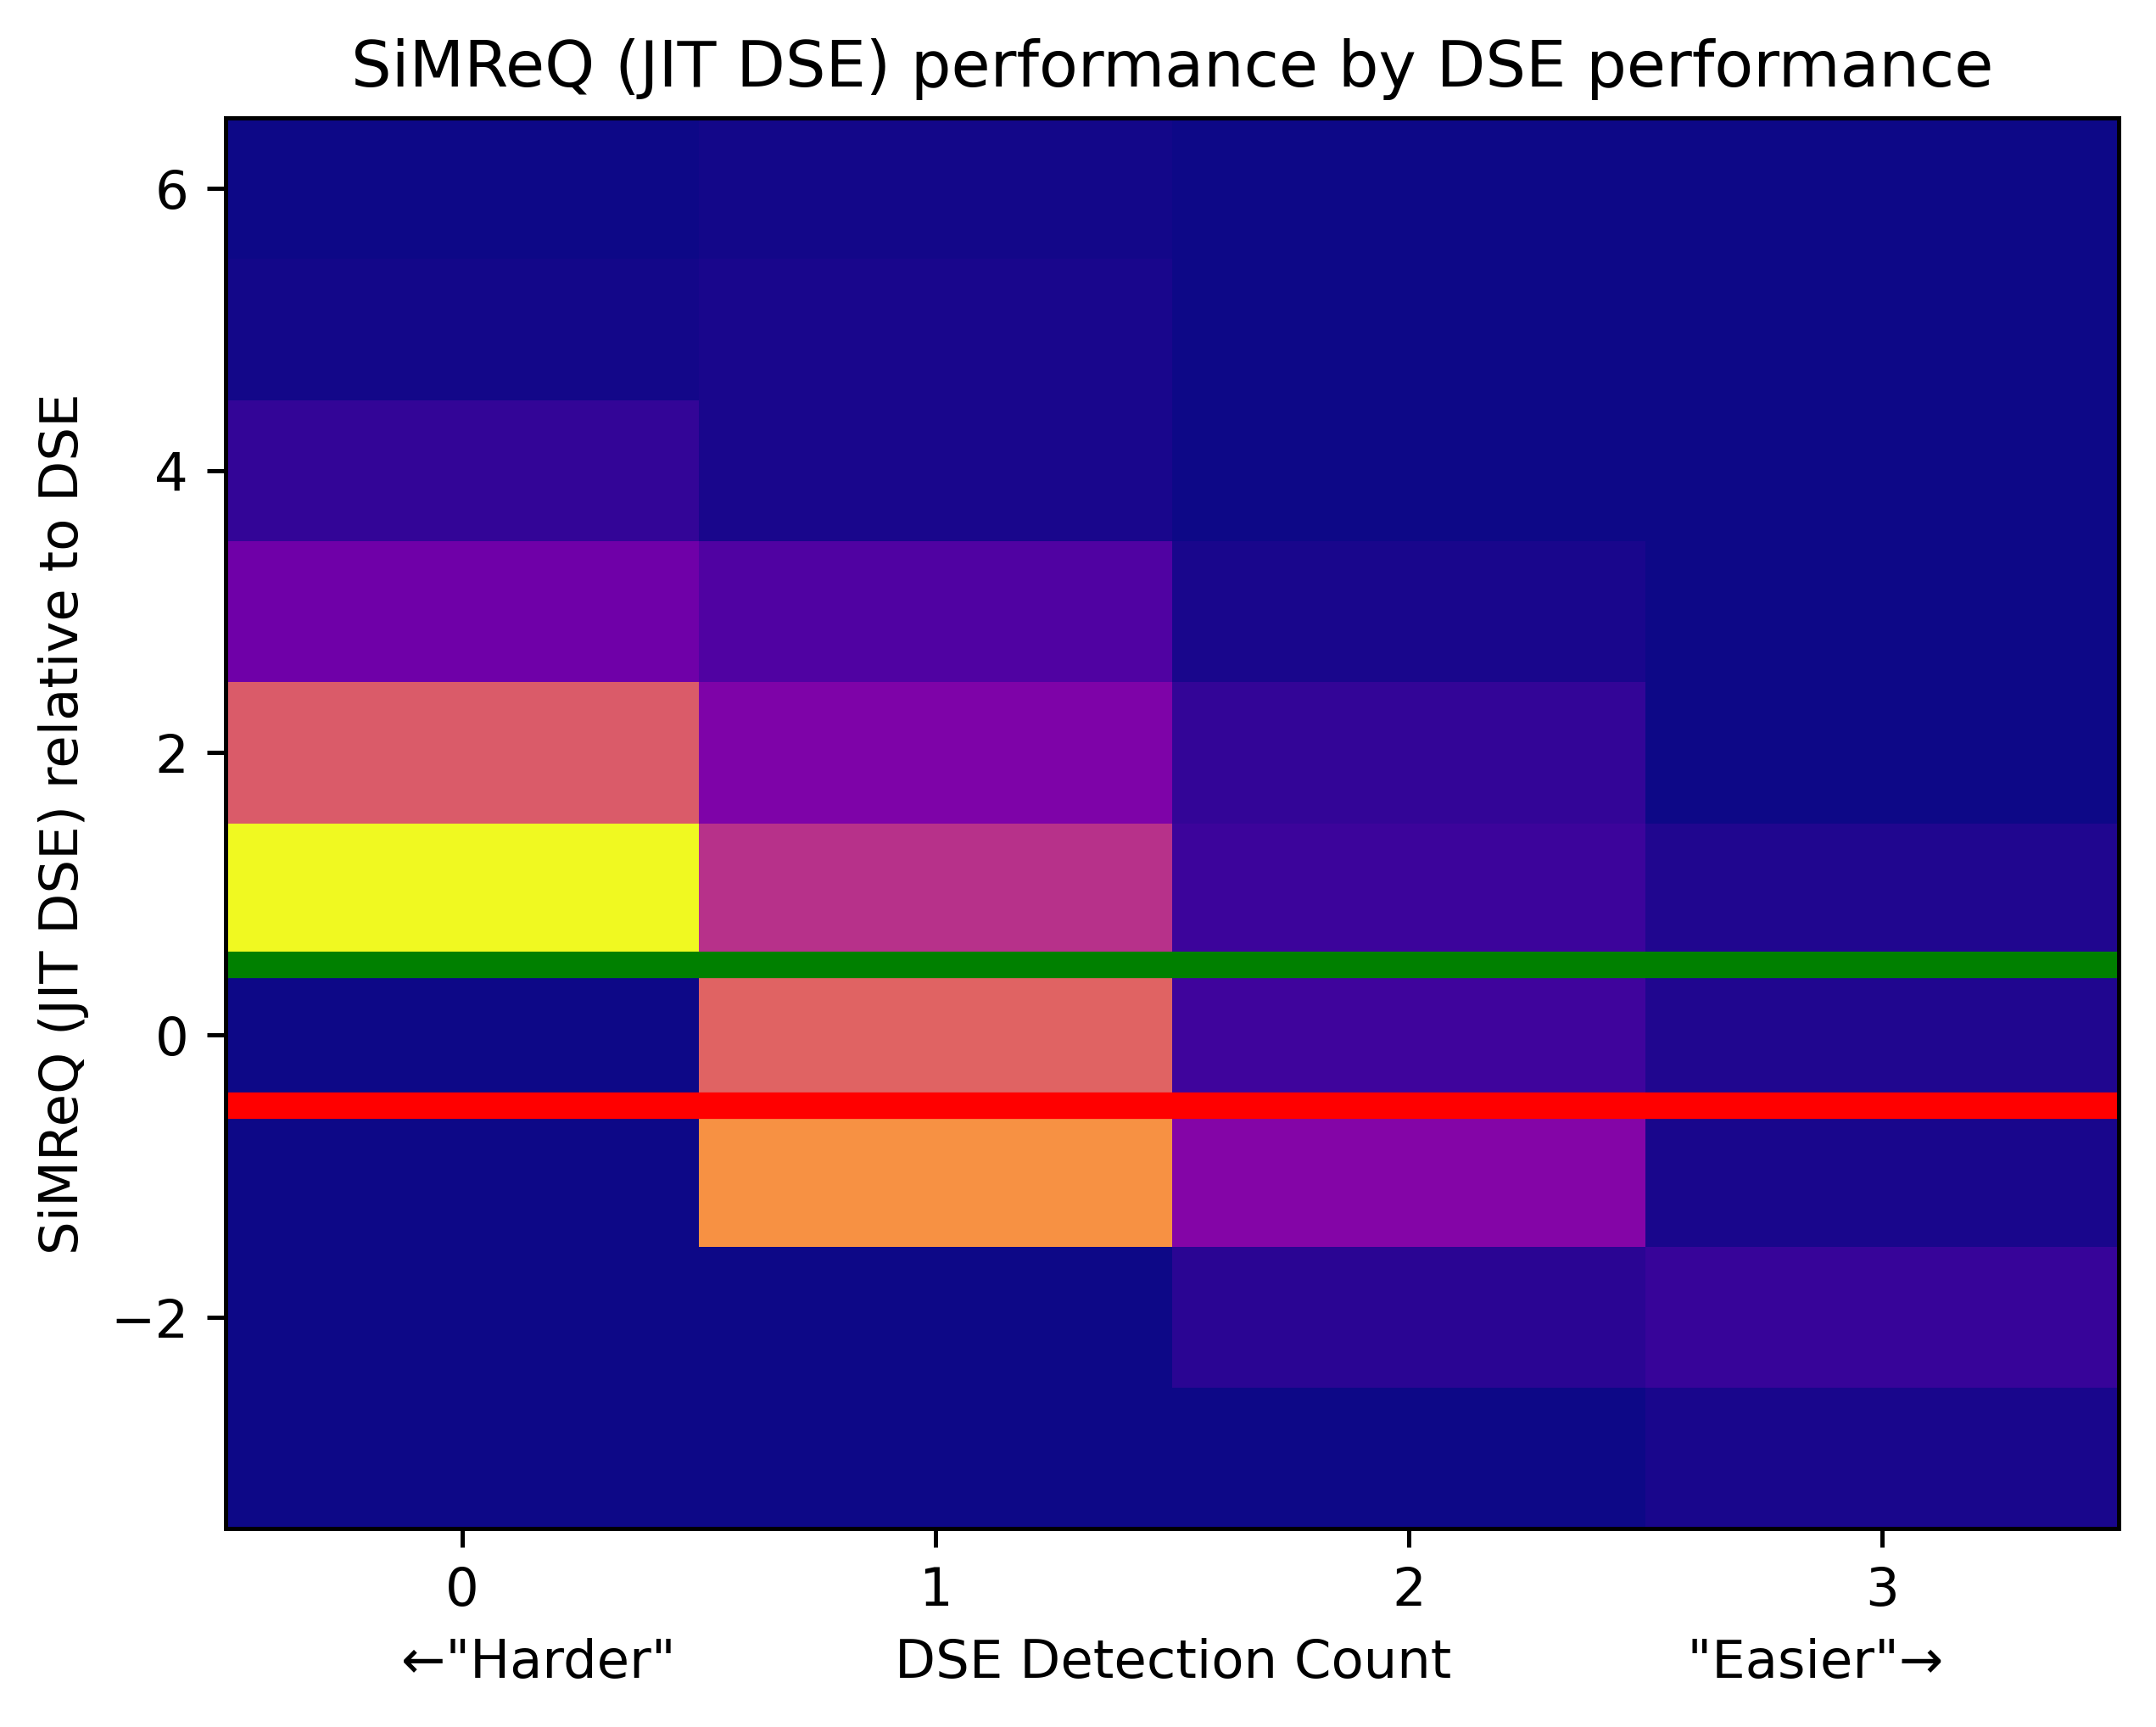 SiMReQ (JIT DSE) performance by DSE performance
SiMReQ (JIT DSE) relative to DSE
6
4
2
0
−2
0 1 2 3
←"Harder" DSE Detection Count "Easier"→